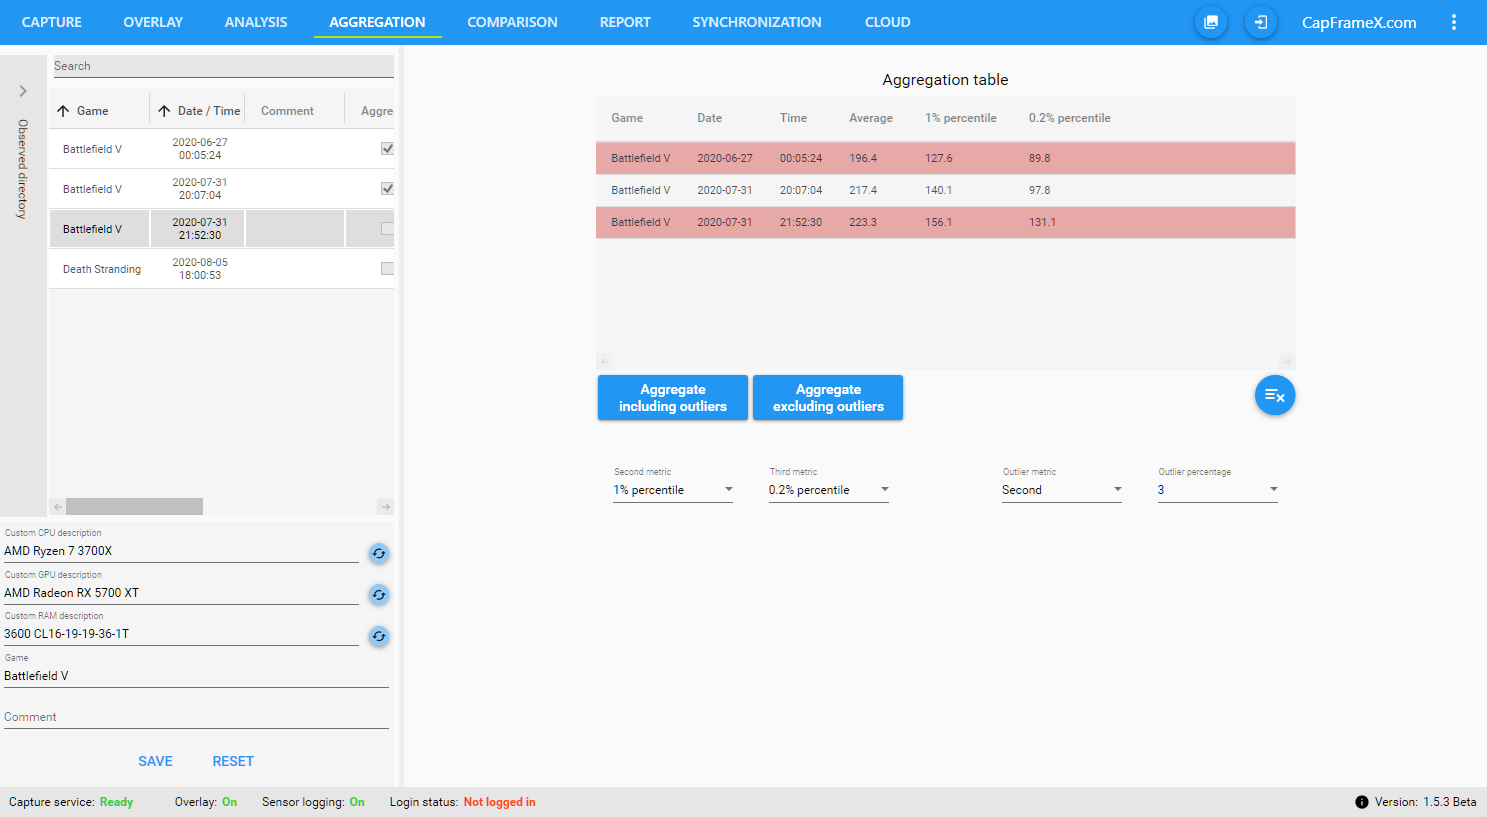 CAPTURE OVERLAY ANALYSIS AGGREGATION COMPARISON REPORT SYNCHRONIZATION CLOUD CapFrameX.com
Search
Observed directory
Game Date / Time Comment Aggre
Battlefield V 2020-06-27
00:05:24
Battlefield V 2020-07-31
20:07:04
Battlefield V 2020-07-31
21:52:30
Death Stranding 2020-08-05
18:00:53
Custom CPU description
AMD Ryzen 7 3700X
Custom GPU description
AMD Radeon RX 5700 XT
Custom RAM description
3600 CL16-19-19-36-1T
Game
Battlefield V
Comment
SAVE RESET
Aggregation table
Game Date Time Average 1% percentile 0.2% percentile
Battlefield V 2020-06-27 00:05:24 196.4 127.6 89.8
Battlefield V 2020-07-31 20:07:04 217.4 140.1 97.8
Battlefield V 2020-07-31 21:52:30 223.3 156.1 131.1
Aggregate
including outliers
Aggregate
excluding outliers
Second metric
1% percentile
Third metric
0.2% percentile
Outlier metric
Second
Outlier percentage
3
Capture service: Ready Overlay: On Sensor logging: On Login status: Not logged in Version: 1.5.3 Beta